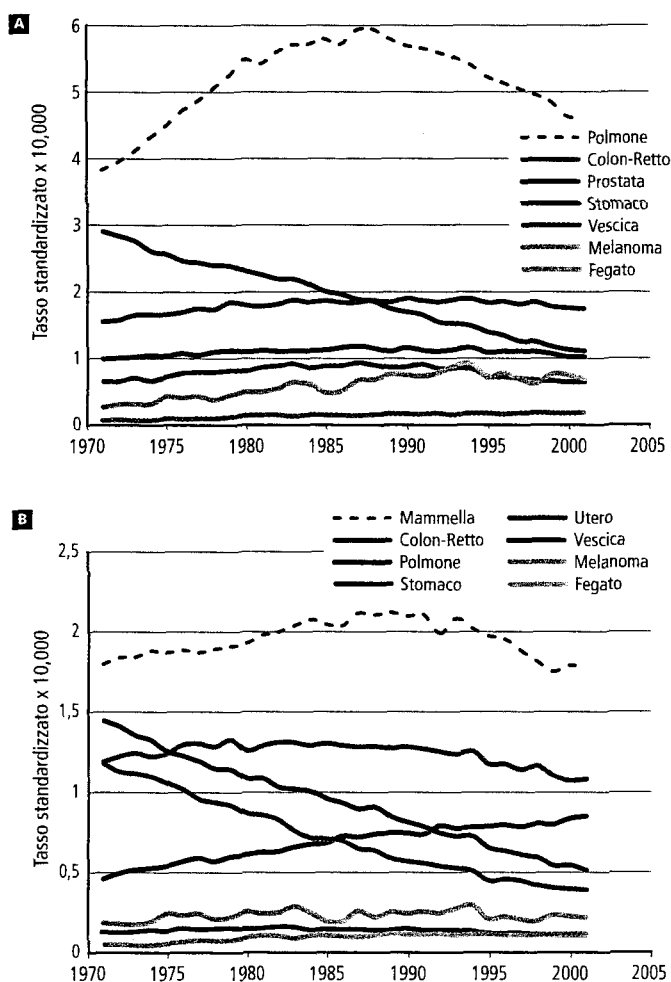 A
Tasso standardizzato x 10,000
6
5
4
3
2
1
0
1970 1975 1980 1985 1990 1995 2000 2005
Polmone
Colon-Retto
Prostata
Stomaco
Vescica
Melanoma
Fegato
B
Mammella
Colon-Retto
Polmone
Stomaco
Utero
Vescica
Melanoma
Fegato
Tasso standardizzato x 10,000
2,5
2
1,5
1
0,5
0
1970 1975 1980 1985 1990 1995 2000 2005